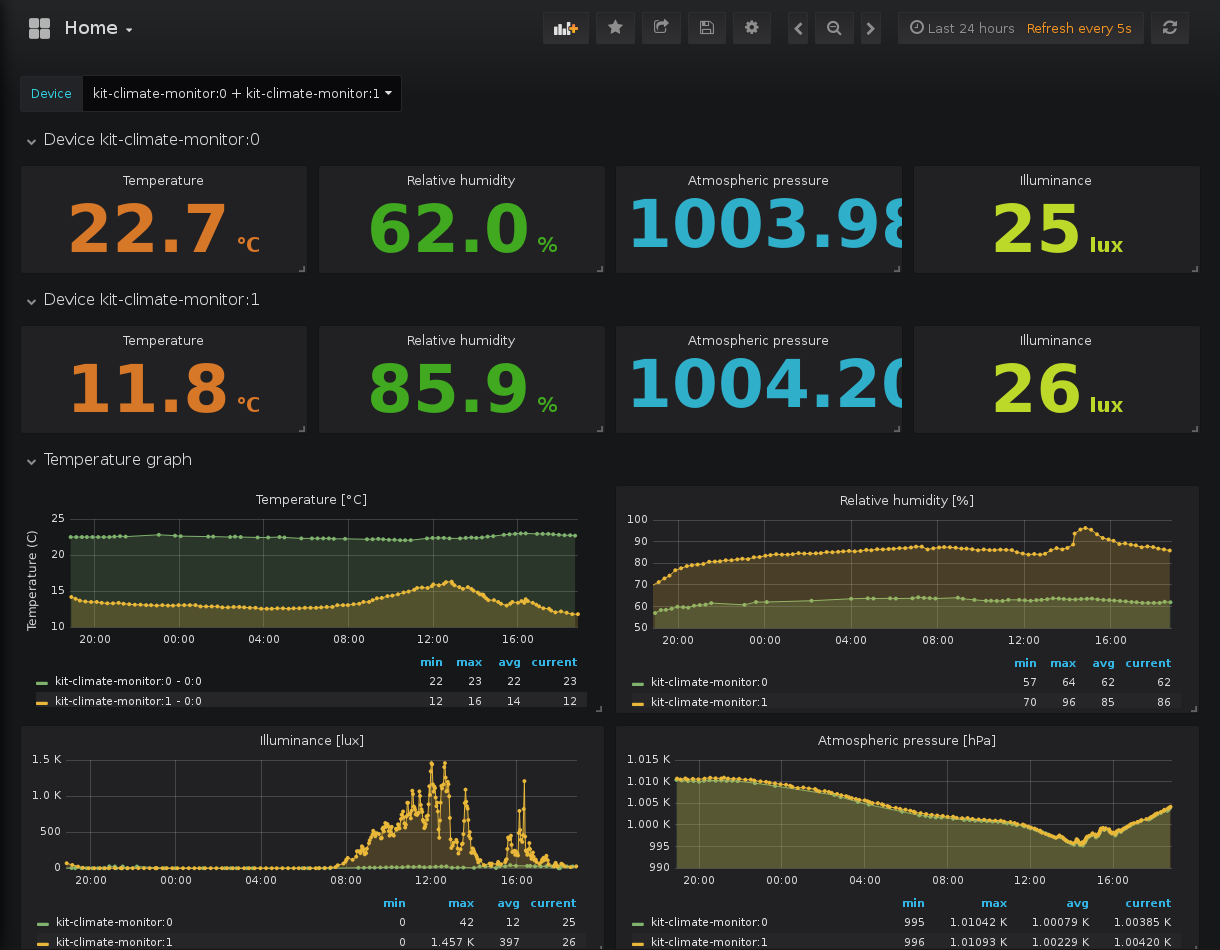 Home
Last 24 hours Refresh every 5s
Device kit-climate-monitor:0 + kit-climate-monitor:1
Device kit-climate-monitor:0
Temperature Relative humidity Atmospheric pressure Illuminance
22.7 °C 62.0 % 1003.98 25 lux
Device kit-climate-monitor:1
Temperature Relative humidity Atmospheric pressure Illuminance
11.8 °C 85.9 % 1004.20 26 lux
Temperature graph
Temperature [°C]
Temperature (C)
25
20
15
10
20:00 00:00 04:00 08:00 12:00 16:00
min max avg current
kit-climate-monitor:0 - 0:0 22 23 22 23
kit-climate-monitor:1 - 0:0 12 16 14 12
Relative humidity [%]
100
90
80
70
60
50
20:00 00:00 04:00 08:00 12:00 16:00
min max avg current
kit-climate-monitor:0 57 64 62 62
kit-climate-monitor:1 70 96 85 86
Illuminance [lux]
1.5 K
1.0 K
500
0
20:00 00:00 04:00 08:00 12:00 16:00
min max avg current
kit-climate-monitor:0 0 42 12 25
kit-climate-monitor:1 0 1.457 K 397 26
Atmospheric pressure [hPa]
1.015 K
1.010 K
1.005 K
1.000 K
995
990
20:00 00:00 04:00 08:00 12:00 16:00
min max avg current
kit-climate-monitor:0 995 1.01042 K 1.00079 K 1.00385 K
kit-climate-monitor:1 996 1.01093 K 1.00229 K 1.00420 K